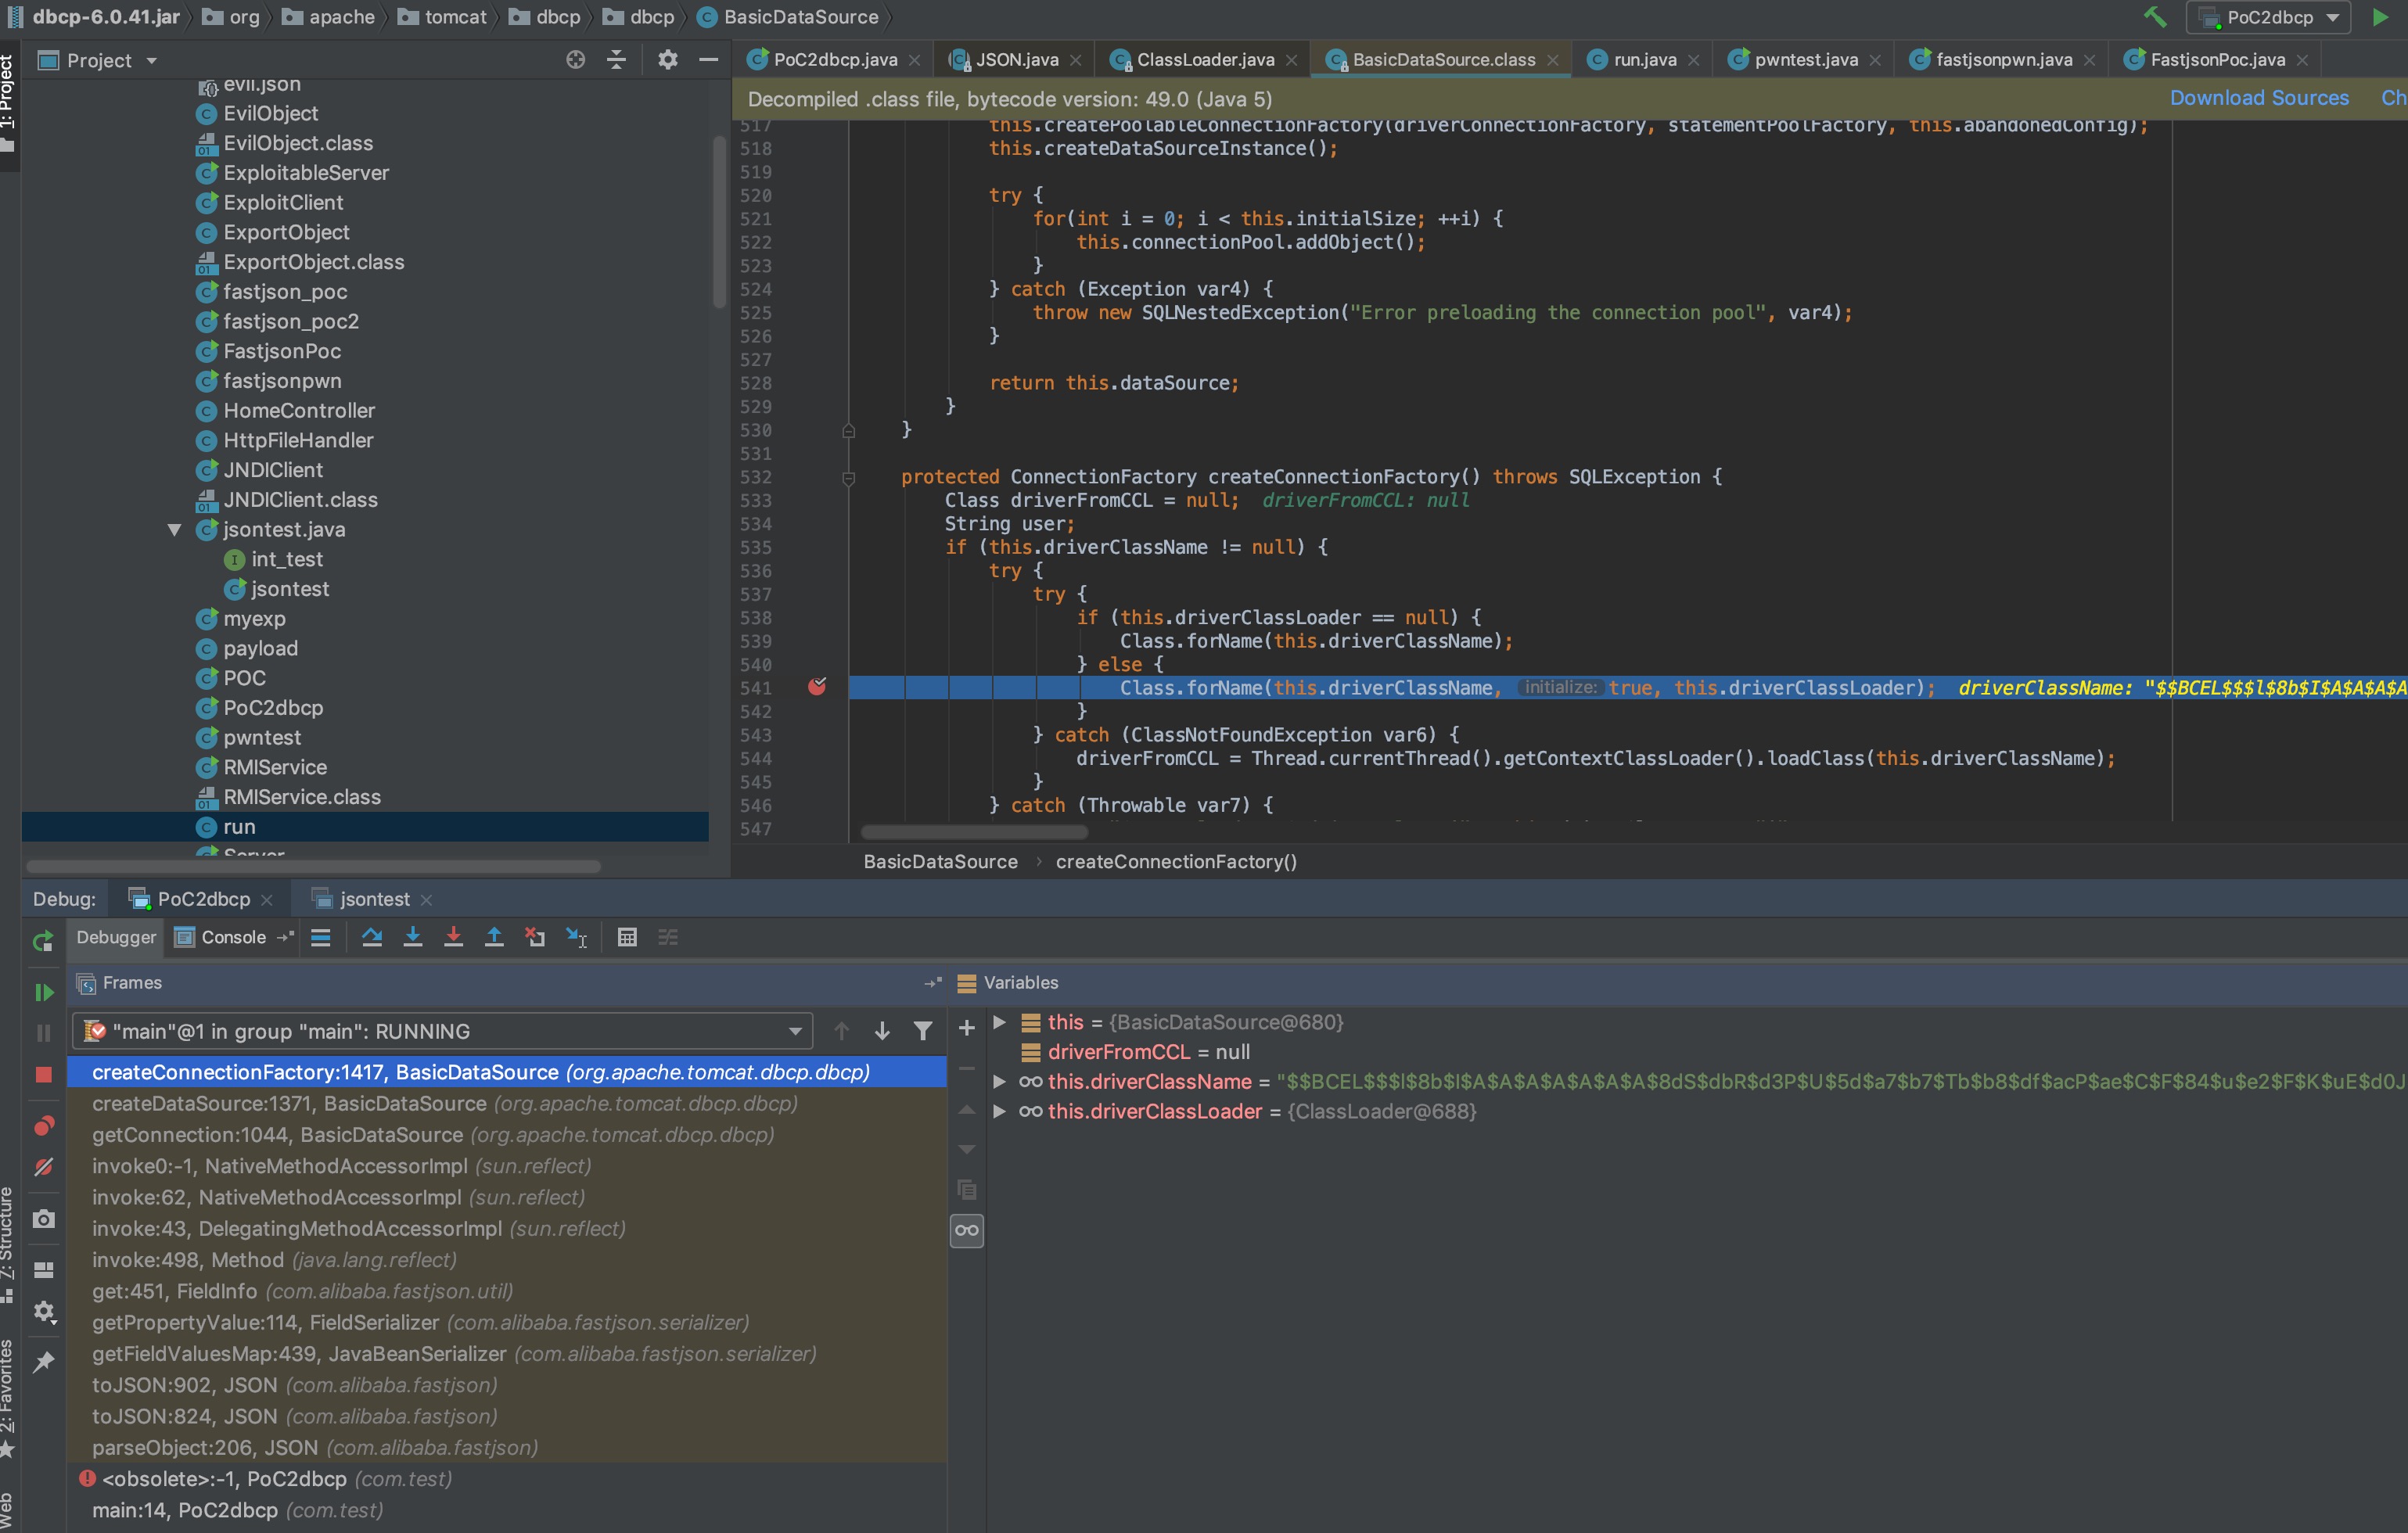 dbcp-6.0.41.jar org apache tomcat dbcp dbcp BasicDataSource PoC2dbcp
1: Project
Project
evil.json
EvilObject
EvilObject.class
ExploitableServer
ExploitClient
ExportObject
ExportObject.class
fastjson_poc
fastjson_poc2
FastjsonPoc
fastjsonpwn
HomeController
HttpFileHandler
JNDIClient
JNDIClient.class
jsontest.java
int_test
jsontest
myexp
payload
POC
PoC2dbcp
pwntest
RMIService
RMIService.class
run
Server
PoC2dbcp.java JSON.java ClassLoader.java BasicDataSource.class run.java pwntest.java fastjsonpwn.java FastjsonPoc.java
Decompiled .class file, bytecode version: 49.0 (Java 5) Download Sources Ch
517 this.createPoolableConnectionFactory(driverConnectionFactory, statementPoolFactory, this.abandonedConfig);
518 this.createDataSourceInstance();
519
520 try {
521 for(int i = 0; i < this.initialSize; ++i) {
522 this.connectionPool.addObject();
523 }
524 } catch (Exception var4) {
525 throw new SQLNestedException("Error preloading the connection pool", var4);
526 }
527
528 return this.dataSource;
529 }
530 }
531
532 protected ConnectionFactory createConnectionFactory() throws SQLException {
533 Class driverFromCCL = null; driverFromCCL: null
534 String user;
535 if (this.driverClassName != null) {
536 try {
537 try {
538 if (this.driverClassLoader == null) {
539 Class.forName(this.driverClassName);
540 } else {
541 Class.forName(this.driverClassName, initialize: true, this.driverClassLoader); driverClassName: "$$BCEL$$$l$8b$I$A$A$A$A
542 }
543 } catch (ClassNotFoundException var6) {
544 driverFromCCL = Thread.currentThread().getContextClassLoader().loadClass(this.driverClassName);
545 }
546 } catch (Throwable var7) {
547
BasicDataSource › createConnectionFactory()
Debug: PoC2dbcp jsontest
Debugger Console
Frames
"main"@1 in group "main": RUNNING
createConnectionFactory:1417, BasicDataSource (org.apache.tomcat.dbcp.dbcp)
createDataSource:1371, BasicDataSource (org.apache.tomcat.dbcp.dbcp)
getConnection:1044, BasicDataSource (org.apache.tomcat.dbcp.dbcp)
invoke0:-1, NativeMethodAccessorImpl (sun.reflect)
invoke:62, NativeMethodAccessorImpl (sun.reflect)
invoke:43, DelegatingMethodAccessorImpl (sun.reflect)
invoke:498, Method (java.lang.reflect)
get:451, FieldInfo (com.alibaba.fastjson.util)
getPropertyValue:114, FieldSerializer (com.alibaba.fastjson.serializer)
getFieldValuesMap:439, JavaBeanSerializer (com.alibaba.fastjson.serializer)
toJSON:902, JSON (com.alibaba.fastjson)
toJSON:824, JSON (com.alibaba.fastjson)
parseObject:206, JSON (com.alibaba.fastjson)
<obsolete>:-1, PoC2dbcp (com.test)
main:14, PoC2dbcp (com.test)
Variables
this = {BasicDataSource@680}
driverFromCCL = null
this.driverClassName = "$$BCEL$$$l$8b$I$A$A$A$A$A$A$A$8dS$dbR$d3P$U$5d$a7$b7$Tb$b8$df$acP$ae$C$F$84$u$e2$F$K$uE$d0J
this.driverClassLoader = {ClassLoader@688}
Z: Structure
2: Favorites
Web